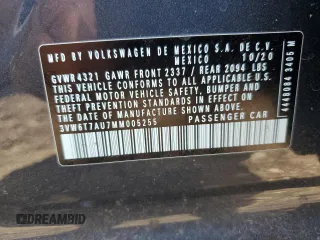 MFD BY VOLKSWAGEN DE MEXICO S.A. DE C.V.
MEXICO 10/20
GVWR 4321 GAWR FRONT 2337 / REAR 2094 LBS
THIS VEHICLE CONFORMS TO ALL APPLICABLE
FEDERAL MOTOR VEHICLE SAFETY, BUMPER AND
THEFT PREVENTION STANDARDS IN EFFECT ON
THE DATE OF MANUFACTURE SHOWN ABOVE
3VW6T7AU7MM005255 PASSENGER CAR
DREAMBID